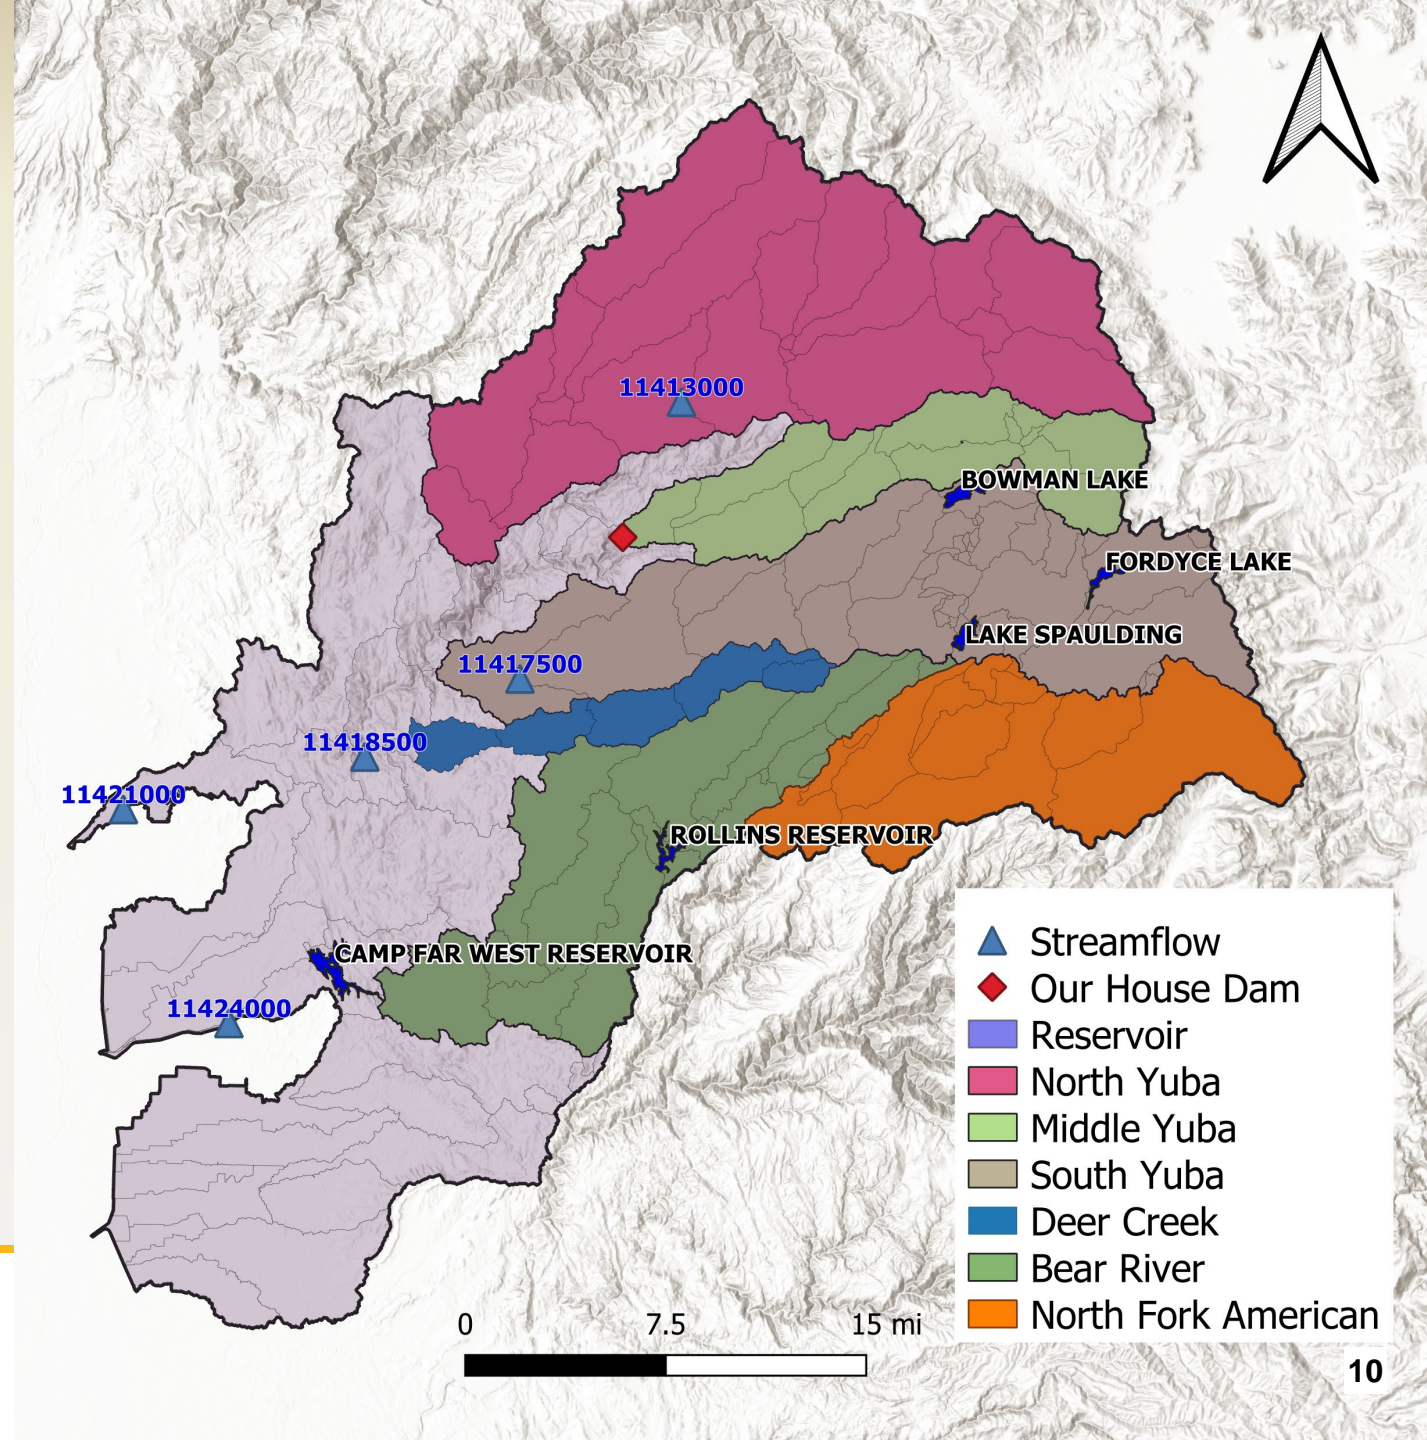 11413000
BOWMAN LAKE
FORDYCE LAKE
LAKE SPAULDING
11417500
11418500
11421000
ROLLINS RESERVOIR
CAMP FAR WEST RESERVOIR
11424000
Streamflow
Our House Dam
Reservoir
North Yuba
Middle Yuba
South Yuba
Deer Creek
Bear River
North Fork American
0 7.5 15 mi
10